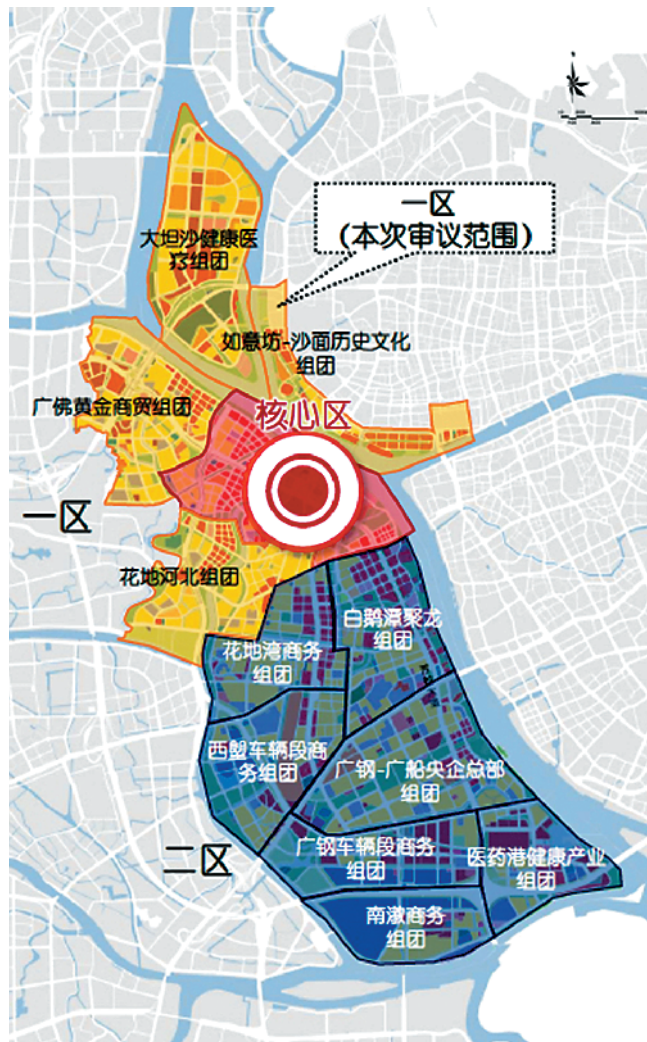 一区
（本次审议范围）
大坦沙健康医
疗组团
如意坊-沙面历史文化
组团
广佛黄金商贸组团
核心区
一区
花地河北组团
白鹅潭聚龙
组团
花地湾商务
组团
西塱车辆段商
务组团
广钢-广船央企总部
组团
广钢车辆段商务
组团
医药港健康产业
组团
二区
南漖商务
组团